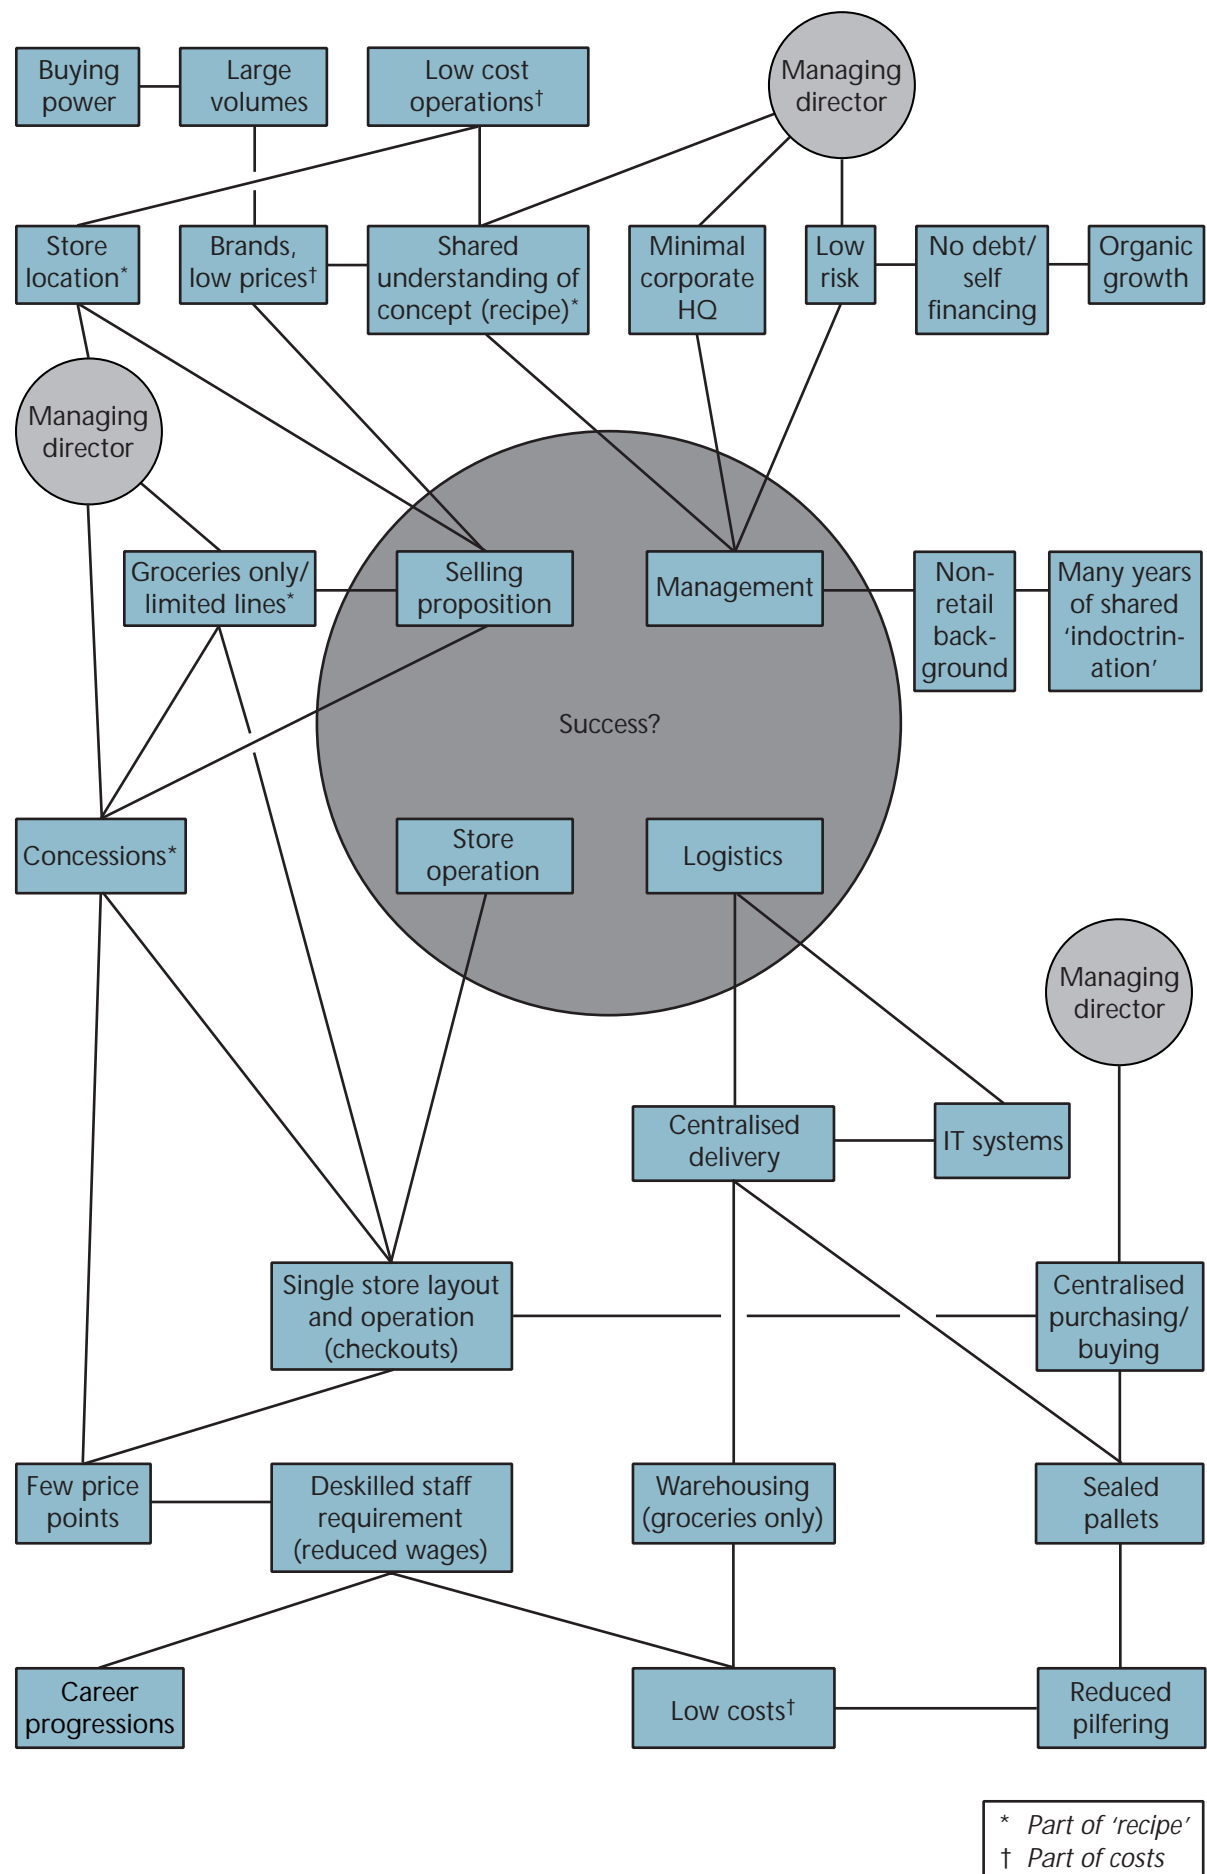 Buying
power
Large
volumes
Low cost
operations†
Managing
director
Store
location*
Brands,
low prices†
Shared
understanding of
concept (recipe)*
Minimal
corporate
HQ
Low
risk
No debt/
self
financing
Organic
growth
Managing
director
Groceries only/
limited lines*
Selling
proposition
Management
Non-
retail
back-
ground
Many years
of shared
‘indoctrin-
ation’
Success?
Concessions*
Store
operation
Logistics
Managing
director
Centralised
delivery
IT systems
Single store layout
and operation
(checkouts)
Centralised
purchasing/
buying
Few price
points
Deskilled staff
requirement
(reduced wages)
Warehousing
(groceries only)
Sealed
pallets
Career
progressions
Low costs†
Reduced
pilfering
* Part of ‘recipe’
† Part of costs